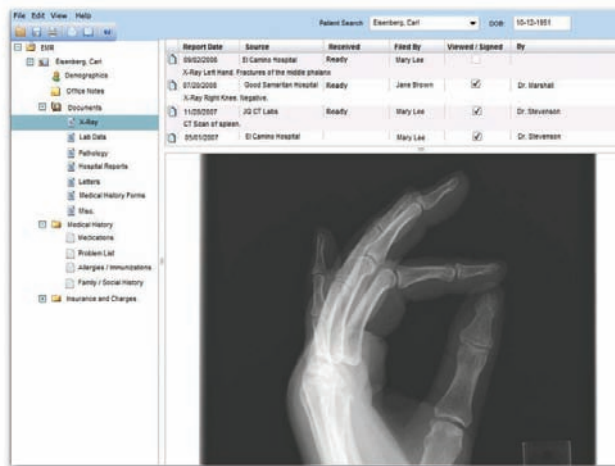 File Edit View Help
Patient Search Eisenberg, Carl DOB: 10-12-1951
EMR
Eisenberg, Carl
Demographics
Office Notes
Documents
X-Ray
Lab Data
Pathology
Hospital Reports
Letters
Medical History Forms
Misc.
Medical History
Medications
Problem List
Allergies / Immunizations
Family / Social History
Insurance and Charges
Report Date Source Received Filed By Viewed / Signed By
09/02/2008 El Camino Hospital Ready Mary Lee
X-Ray Left Hand. Fractures of the middle phalanx
07/20/2008 Good Samaritan Hospital Ready Jane Brown Dr. Marshall
X-Ray Right Knee. Negative.
11/20/2007 JG CT Labs Ready Mary Lee Dr. Stevenson
CT Scan of spleen.
05/01/2007 El Camino Hospital Mary Lee Dr. Stevenson